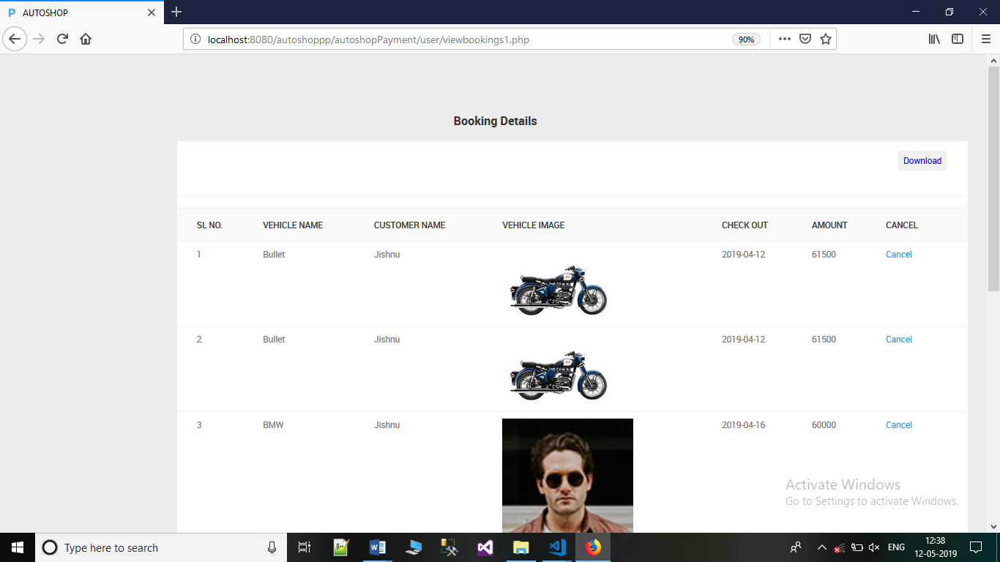 AUTOSHOP
localhost:8080/autoshoppp/autoshopPayment/user/viewbookings1.php
90%
Booking Details
Download
SL NO. VEHICLE NAME CUSTOMER NAME VEHICLE IMAGE CHECK OUT AMOUNT CANCEL
1 Bullet Jishnu 2019-04-12 61500 Cancel
2 Bullet Jishnu 2019-04-12 61500 Cancel
3 BMW Jishnu 2019-04-16 60000 Cancel
Activate Windows
Go to Settings to activate Windows.
Type here to search
ENG
12:38
12-05-2019